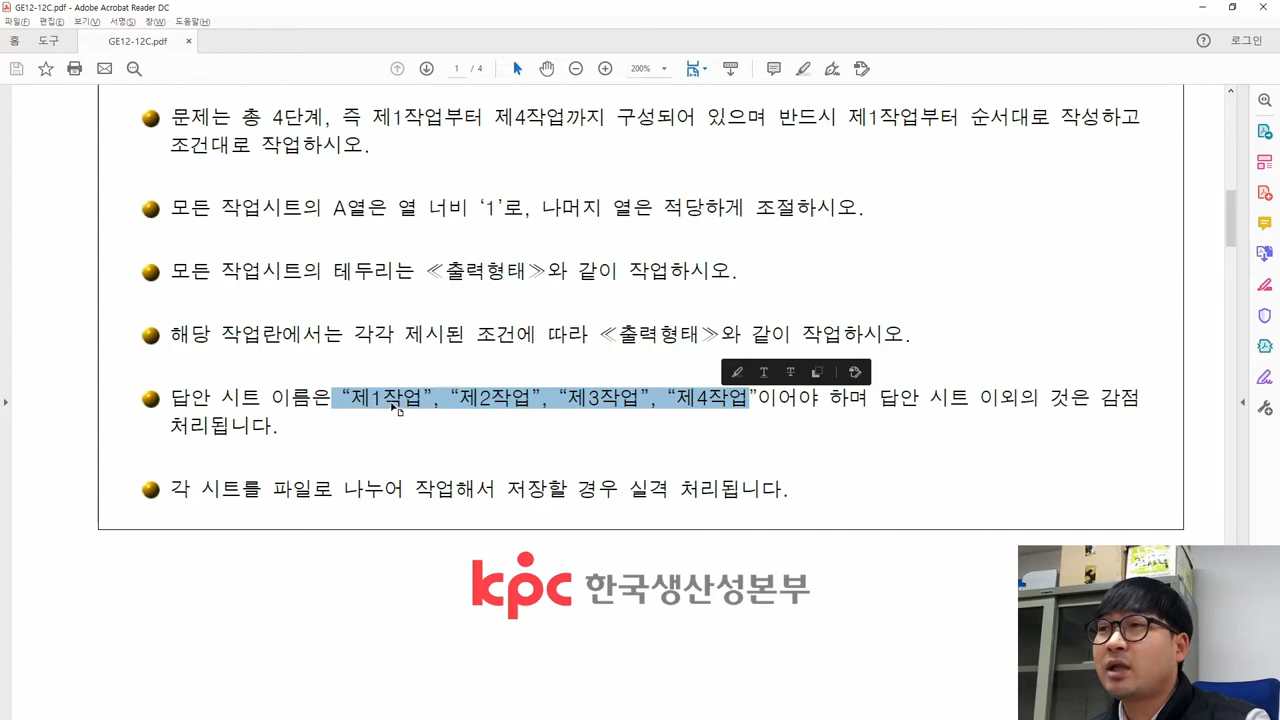 GE12-12C.pdf - Adobe Acrobat Reader DC
파일(F) 편집(E) 보기(V) 서명(S) 창(W) 도움말(H)
홈 도구 GE12-12C.pdf × 로그인
1 / 4 200%
문제는 총 4단계, 즉 제1작업부터 제4작업까지 구성되어 있으며 반드시 제1작업부터 순서대로 작성하고
조건대로 작업하시오.
모든 작업시트의 A열은 열 너비 ‘1’로, 나머지 열은 적당하게 조절하시오.
모든 작업시트의 테두리는 ≪출력형태≫와 같이 작업하시오.
해당 작업란에서는 각각 제시된 조건에 따라 ≪출력형태≫와 같이 작업하시오.
답안 시트 이름은 “제1작업”, “제2작업”, “제3작업”, “제4작업”이어야 하며 답안 시트 이외의 것은 감점
처리됩니다.
각 시트를 파일로 나누어 작업해서 저장할 경우 실격 처리됩니다.
kpc 한국생산성본부